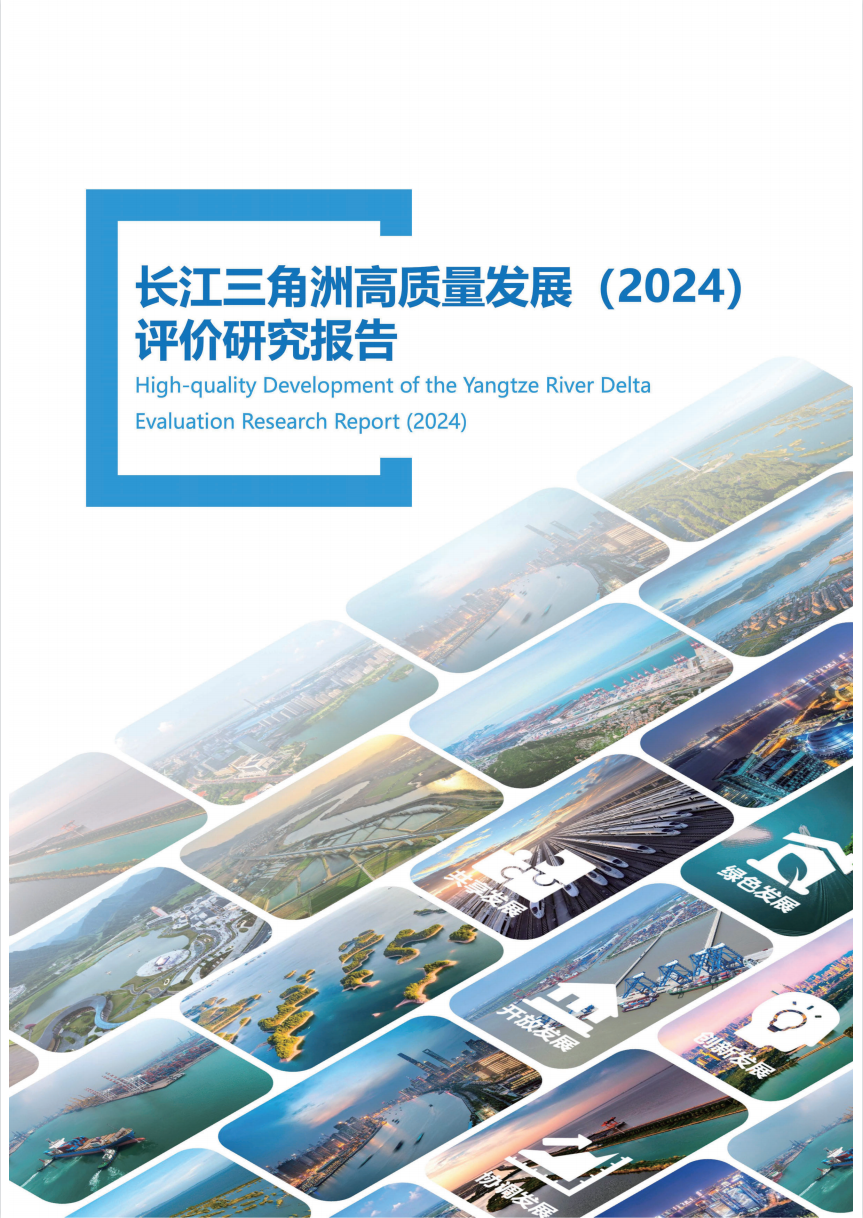 长江三角洲高质量发展（2024）
评价研究报告
High-quality Development of the Yangtze River Delta
Evaluation Research Report (2024)
共享发展
绿色发展
开放发展
创新发展
协调发展